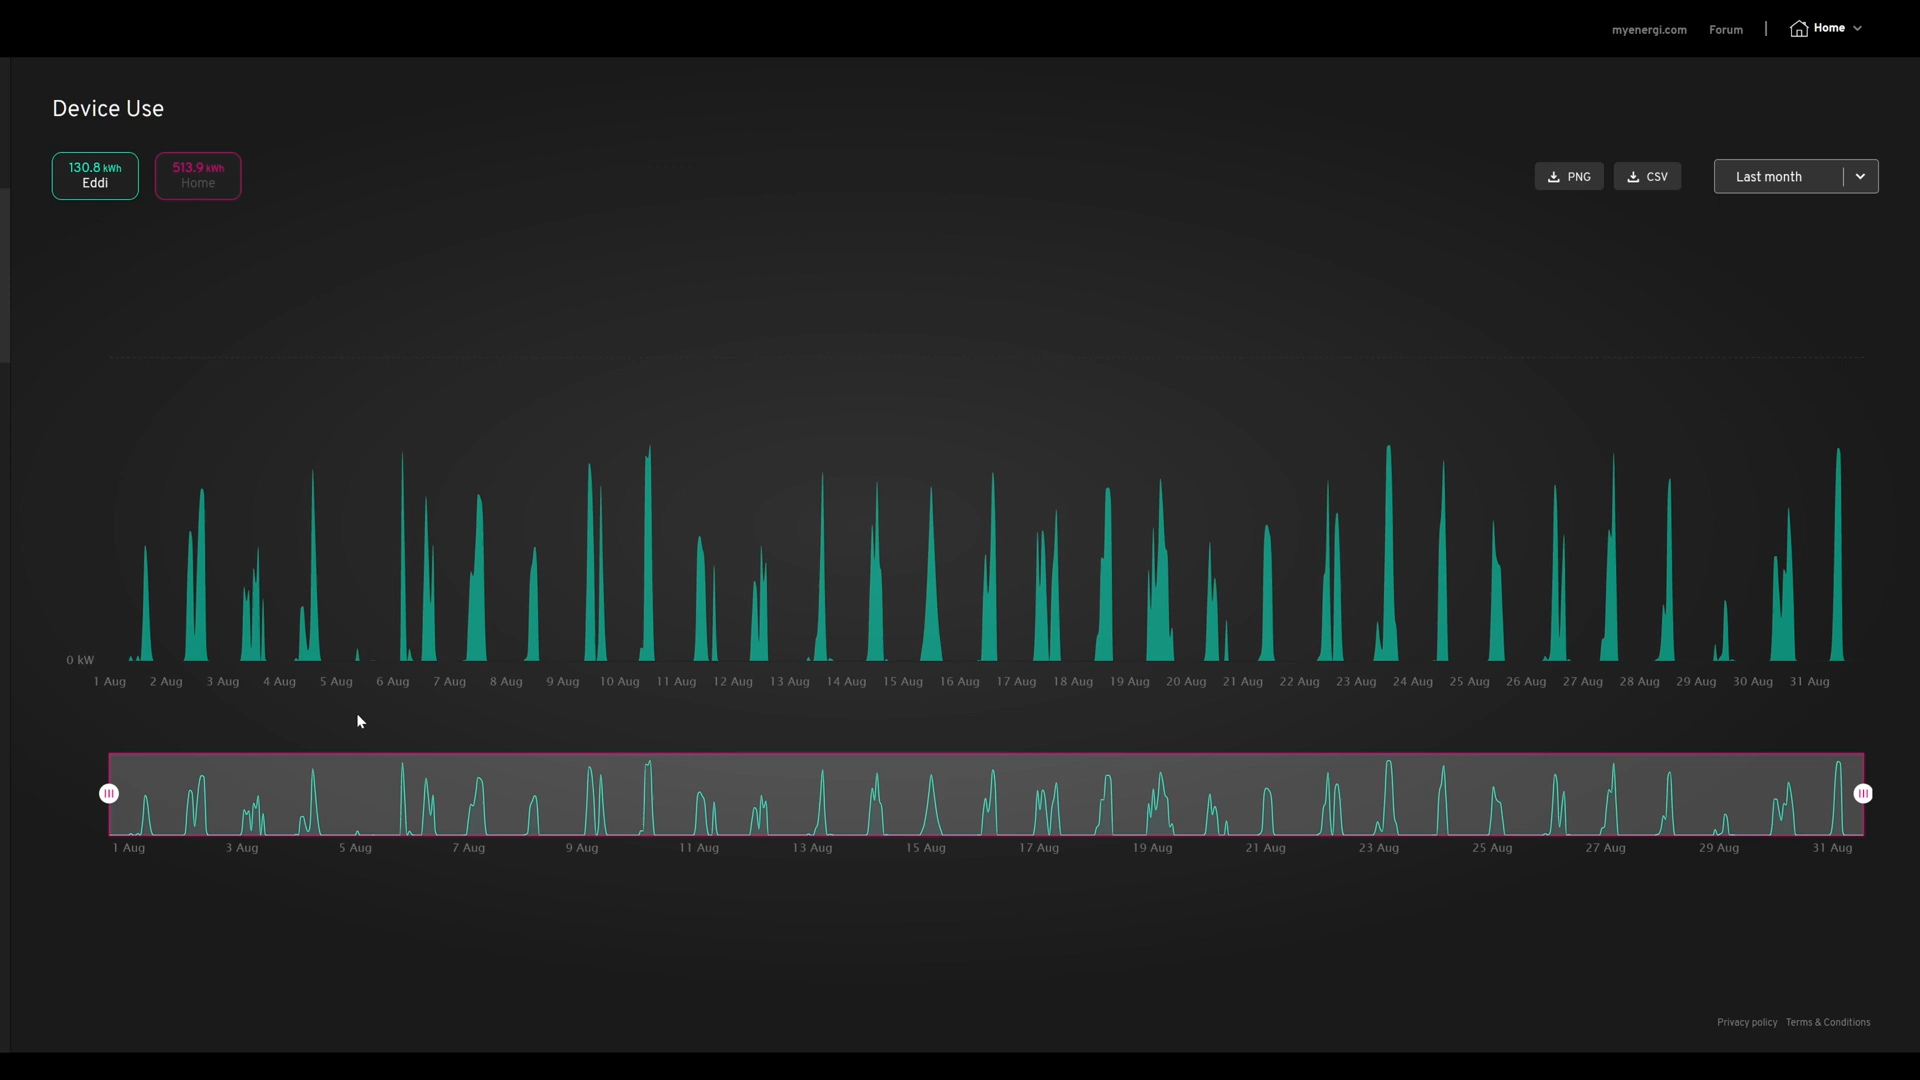 myenergi.com Forum | Home
Device Use
130.8 kWh
Eddi
513.9 kWh
Home
PNG
CSV
Last month
0 kW
1 Aug 2 Aug 3 Aug 4 Aug 5 Aug 6 Aug 7 Aug 8 Aug 9 Aug 10 Aug 11 Aug 12 Aug 13 Aug 14 Aug 15 Aug 16 Aug 17 Aug 18 Aug 19 Aug 20 Aug 21 Aug 22 Aug 23 Aug 24 Aug 25 Aug 26 Aug 27 Aug 28 Aug 29 Aug 30 Aug 31 Aug
1 Aug 3 Aug 5 Aug 7 Aug 9 Aug 11 Aug 13 Aug 15 Aug 17 Aug 19 Aug 21 Aug 23 Aug 25 Aug 27 Aug 29 Aug 31 Aug
Privacy policy Terms & Conditions